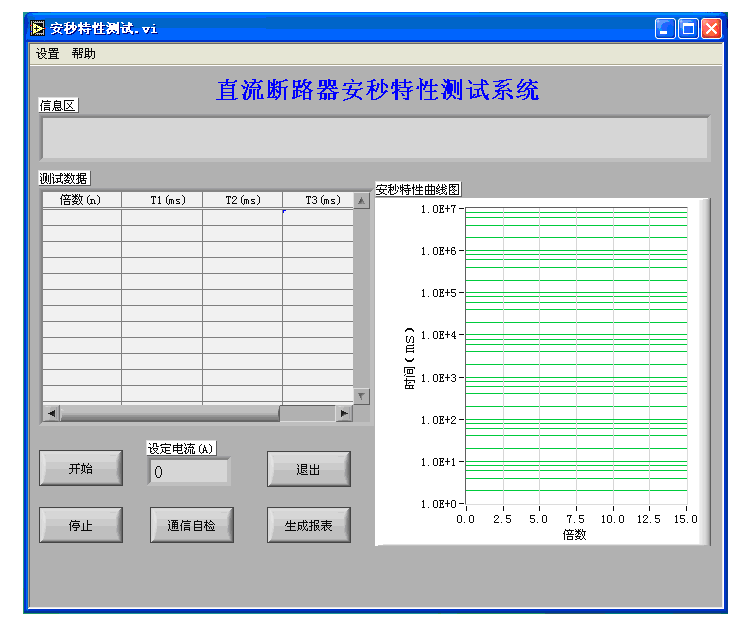 安秒特性测试.vi
设置 帮助
直流断路器安秒特性测试系统
信息区
测试数据
倍数(n) T1(ms) T2(ms) T3(ms)
安秒特性曲线图
1.0E+7
1.0E+6
1.0E+5
1.0E+4
1.0E+3
1.0E+2
1.0E+1
1.0E+0
时间(ms)
0.0 2.5 5.0 7.5 10.0 12.5 15.0
倍数
设定电流(A)
开始 0 退出
停止 通信自检 生成报表